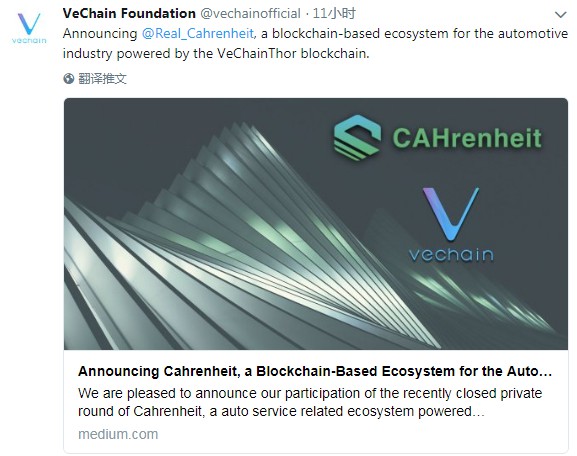 VeChain Foundation @vechainofficial · 11小时
Announcing @Real_Cahrenheit, a blockchain-based ecosystem for the automotive
industry powered by the VeChainThor blockchain.
翻译推文
vechain
CAHrenheit
vechain
Announcing Cahrenheit, a Blockchain-Based Ecosystem for the Auto…
We are pleased to announce our participation of the recently closed private
round of Cahrenheit, a auto service related ecosystem powered…
medium.com